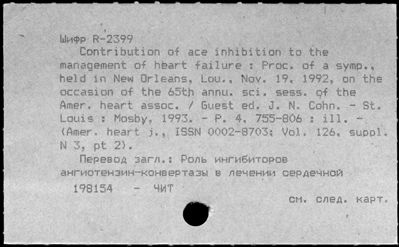 Шифр R-2399
Contribution of ace inhibition to the
management of heart failure : Proc. of a symp.,
held in New Orleans, Lou., Nov. 19, 1992, on the
occasion of the 65th annu. sci. sess. of the
Amer. heart assoc. / Guest ed. J. N. Cohn. - St.
Louis : Mosby, 1993. - P. 4, 755-806 : ill. -
(Amer. heart j., ISSN 0002-8703; Vol. 126, suppl.
N 3, pt 2).
Перевод загл.: Роль ингибиторов
ангиотензин-конвертазы в лечении сердечной
198154 - ЧИТ
см. след. карт.